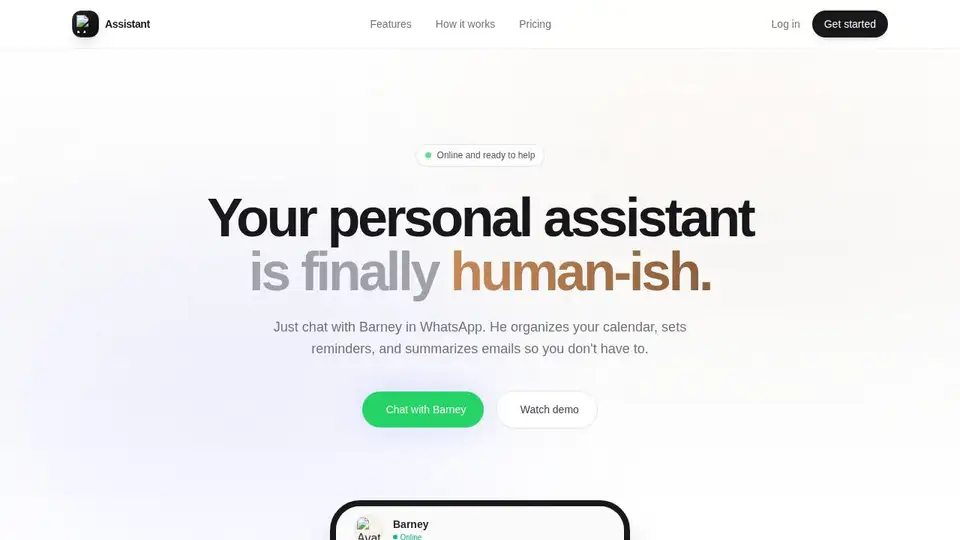 Assistant
Features
How it works
Pricing
Log in
Get started
Online and ready to help
Your personal assistant
is finally human-ish.
Just chat with Barney in WhatsApp. He organizes your calendar, sets
reminders, and summarizes emails so you don't have to.
Chat with Barney
Watch demo
Barney
Online
Avat